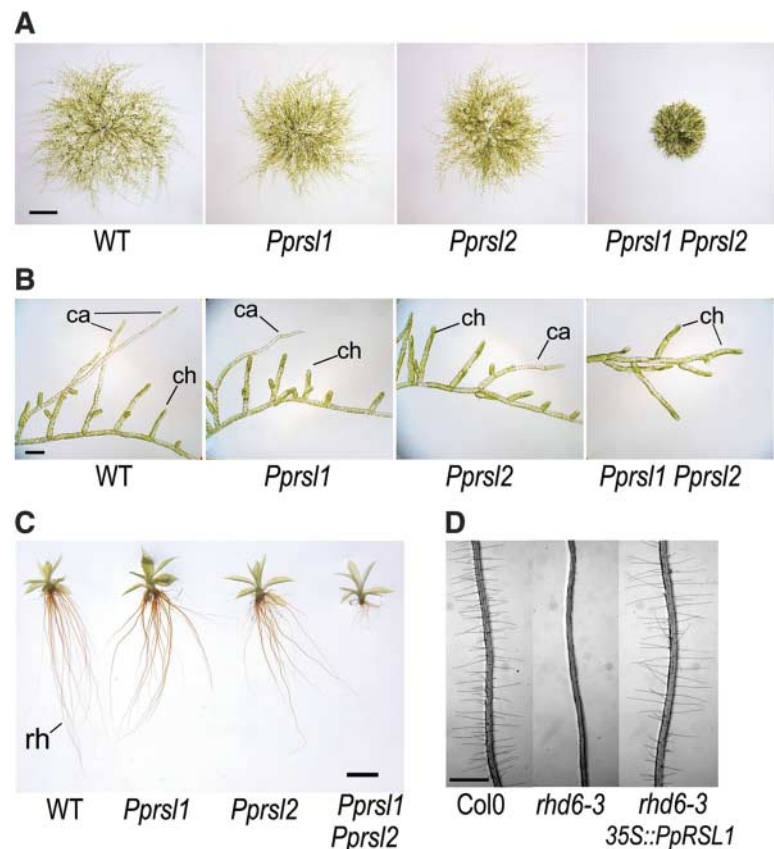 A
WT Pprsl1 Pprsl2 Pprsl1 Pprsl2
B
ca ca ch ca
ch ch ch
WT Pprsl1 Pprsl2 Pprsl1 Pprsl2
C D
rh
WT Pprsl1 Pprsl2 Pprsl1
Pprsl2
Col0 rhd6-3 rhd6-3
35S::PpRSL1